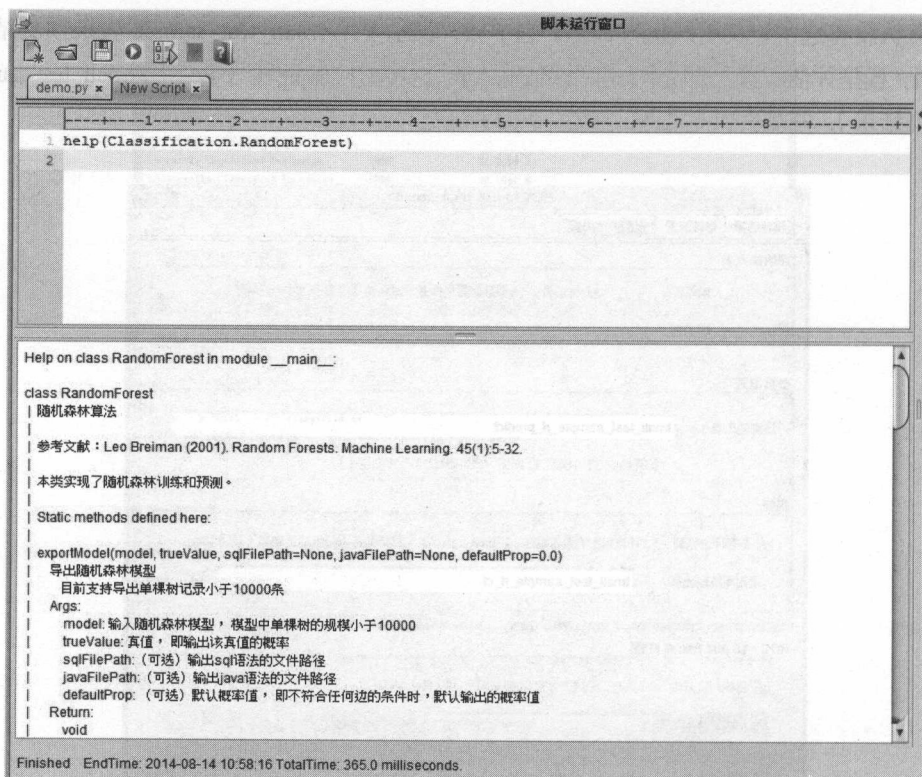 脚本运行窗口
demo.py × New Script ×
----+----1----+----2----+----3----+----4----+----5----+----6----+----7----+----8----+----9----+-
1 help(Classification.RandomForest)
2
Help on class RandomForest in module __main__:
class RandomForest
| 随机森林算法
|
| 参考文献：Leo Breiman (2001). Random Forests. Machine Learning. 45(1):5-32.
|
| 本类实现了随机森林训练和预测。
|
| Static methods defined here:
|
| exportModel(model, trueValue, sqlFilePath=None, javaFilePath=None, defaultProp=0.0)
| 导出随机森林模型
| 目前支持导出单棵树记录小于10000条
| Args:
| model: 输入随机森林模型，模型中单棵树的规模小于10000
| trueValue: 真值，即输出该真值的概率
| sqlFilePath:（可选）输出sql语法的文件路径
| javaFilePath:（可选）输出java语法的文件路径
| defaultProp:（可选）默认概率值，即不符合任何边的条件时，默认输出的概率值
| Return:
| void
Finished EndTime: 2014-08-14 10:58:16 TotalTime: 365.0 milliseconds.